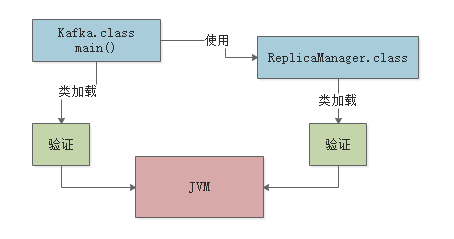 Kafka.class
main()
使用
ReplicaManager.class
类加载
类加载
验证
验证
JVM